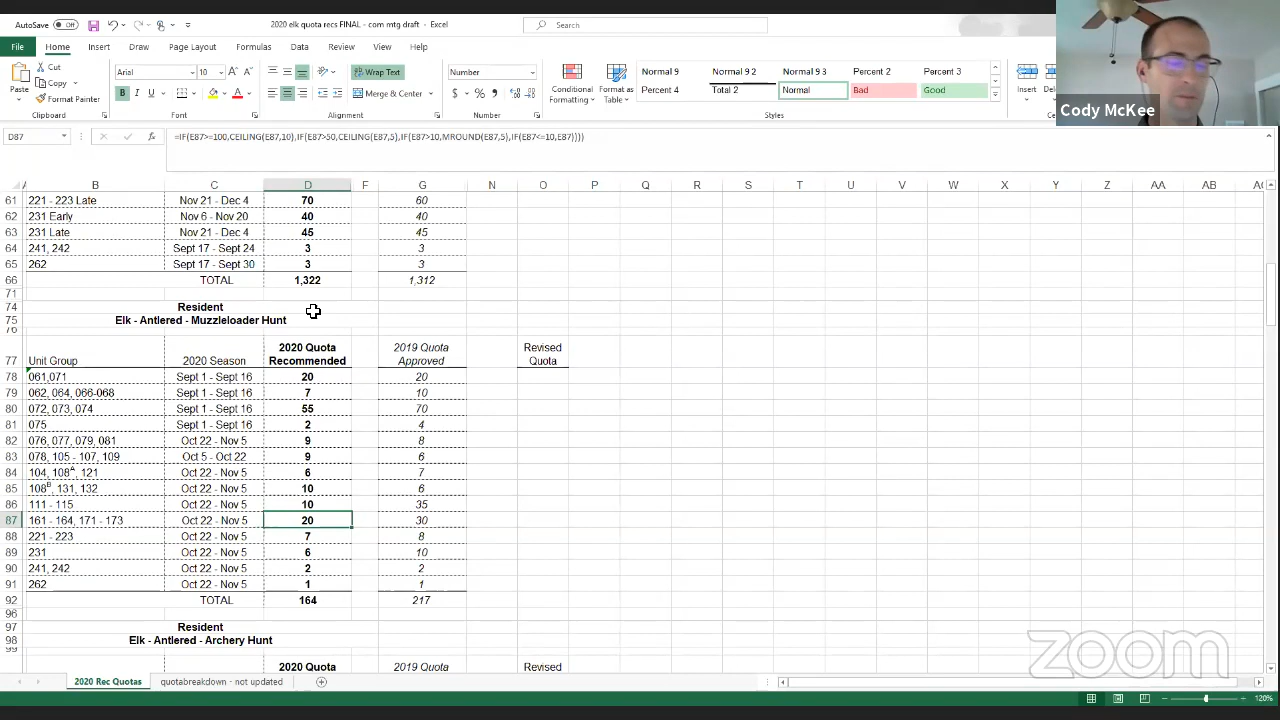 AutoSave Off 2020 elk quota recs FINAL - com mtg draft - Excel Search
File Home Insert Draw Page Layout Formulas Data Review View Help
Paste Cut Copy Format Painter Clipboard
Arial 10 B I U Font
Wrap Text Merge & Center Alignment
Number $ % Number
Conditional Formatting Format as Table
Normal 9 Normal 9 2 Normal 9 3 Percent 2 Percent 3
Percent 4 Total 2 Normal Bad Good
Styles
Insert
Cody McKee
D87 fx =IF(E87>=100,CEILING(E87,10),IF(E87>50,CEILING(E87,5),IF(E87>10,MROUND(E87,5),IF(E87<=10,E87))))
A B C D F G N O P Q R S T U V W X Y Z AA AB
61 221 - 223 Late Nov 21 - Dec 4 70 60
62 231 Early Nov 6 - Nov 20 40 40
63 231 Late Nov 21 - Dec 4 45 45
64 241, 242 Sept 17 - Sept 24 3 3
65 262 Sept 17 - Sept 30 3 3
66 TOTAL 1,322 1,312
71
74 Resident
75 Elk - Antlered - Muzzleloader Hunt
76
2020 Quota 2019 Quota Revised
77 Unit Group 2020 Season Recommended Approved Quota
78 061,071 Sept 1 - Sept 16 20 20
79 062, 064, 066-068 Sept 1 - Sept 16 7 10
80 072, 073, 074 Sept 1 - Sept 16 55 70
81 075 Sept 1 - Sept 16 2 4
82 076, 077, 079, 081 Oct 22 - Nov 5 9 8
83 078, 105 - 107, 109 Oct 5 - Oct 22 9 6
84 104, 108A, 121 Oct 22 - Nov 5 6 7
85 108B, 131, 132 Oct 22 - Nov 5 10 6
86 111 - 115 Oct 22 - Nov 5 10 35
87 161 - 164, 171 - 173 Oct 22 - Nov 5 20 30
88 221 - 223 Oct 22 - Nov 5 7 8
89 231 Oct 22 - Nov 5 6 10
90 241, 242 Oct 22 - Nov 5 2 2
91 262 Oct 22 - Nov 5 1 1
92 TOTAL 164 217
96
97 Resident
98 Elk - Antlered - Archery Hunt
99
2020 Quota 2019 Quota Revised
zoom
2020 Rec Quotas quotabreakdown - not updated
120%